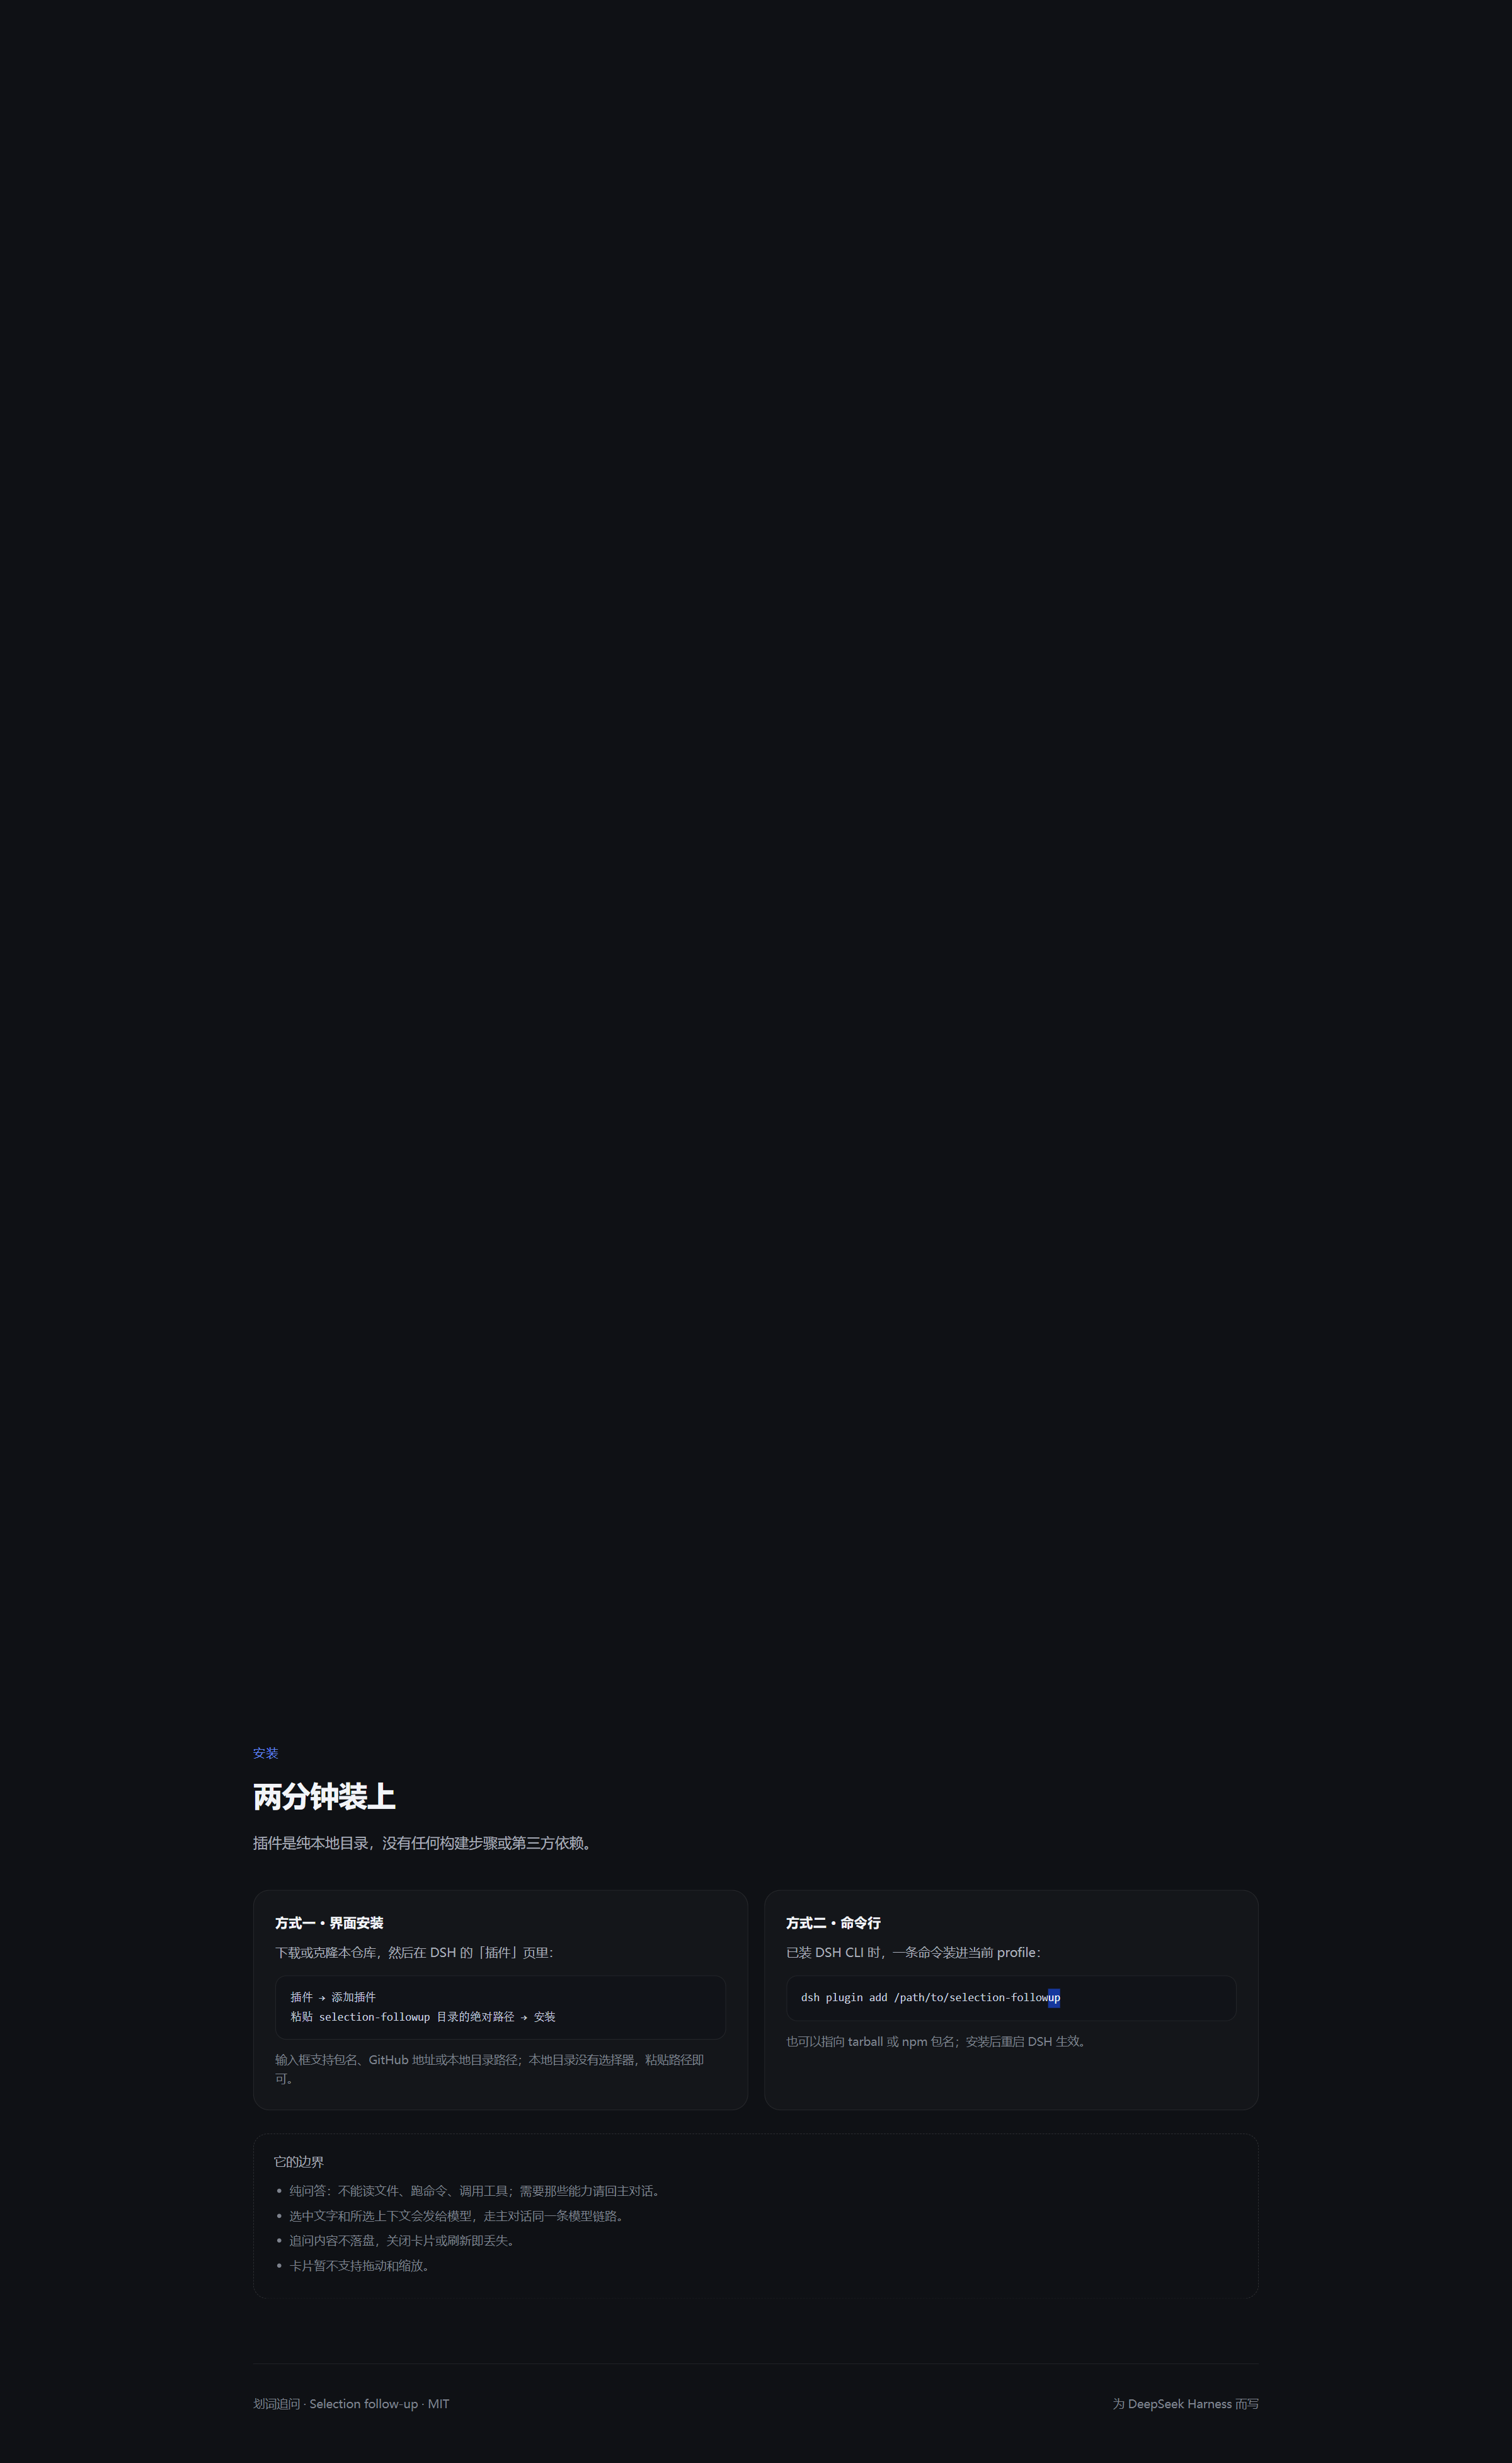 安装
两分钟装上
插件是纯本地目录，没有任何构建步骤或第三方依赖。
方式一 · 界面安装
下载或克隆本仓库，然后在 DSH 的「插件」页里：
插件 → 添加插件
粘贴 selection-followup 目录的绝对路径 → 安装
输入框支持包名、GitHub 地址或本地目录路径；本地目录没有选择器，粘贴路径即
可。
方式二 · 命令行
已装 DSH CLI 时，一条命令装进当前 profile：
dsh plugin add /path/to/selection-followup
也可以指向 tarball 或 npm 包名；安装后重启 DSH 生效。
它的边界
• 纯问答：不能读文件、跑命令、调用工具；需要那些能力请回主对话。
• 选中文字和所选上下文会发给模型，走主对话同一条模型链路。
• 追问内容不落盘，关闭卡片或刷新即丢失。
• 卡片暂不支持拖动和缩放。
划词追问 · Selection follow-up · MIT
为 DeepSeek Harness 而写